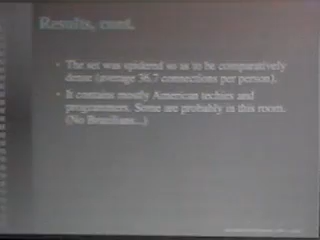 Results, cont.
• The set was spidered so as to be comparatively
dense (average 36.7 connections per person).
• It contains mostly American techies and
programmers. Some are probably in this room.
(No Brazilians...)